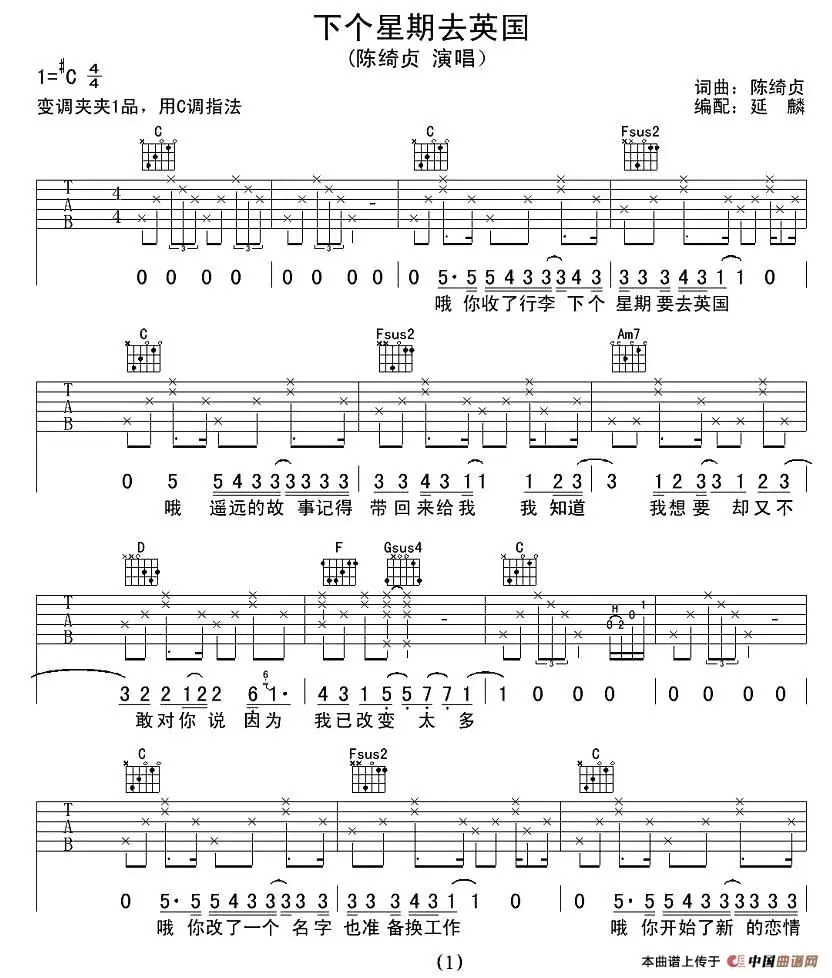 下个星期去英国
(陈绮贞 演唱)
1=#C 4/4
词曲: 陈绮贞
变调夹夹1品, 用C调指法
编配: 延 麟
C C Fsus2
T A B 4/4
3 3
0 0 0 0 0 0 0 0 0 5· 5 5 4 3 3 3 4 3 3 3 3 4 3 1 1 0
哦 你收了行李 下个 星期要去英国
C Fsus2 Am7
T A B
0 5 5 4 3 3 3 3 3 3 3 3 4 3 1 1 1 2 3 3 1 2 3 3 1 2 3
哦 遥远的故 事记得 带回来给我 我 知道 我想要 却又不
D F Gsus4 C
T A B
H 0 2 0 1
3 3
3 2 2 1 2 2 6 6 1· 4 3 1 5 5 7 7 1 1 0 0 0 0 0 0 0
敢对你 说 因为 我已改变 太 多
C Fsus2 C
T A B
0 5· 5 5 4 3 3 3 3 3 3 3 3 4 3 1 1 0 0 5· 5 5 4 3 3 3 3 3 3
哦 你改了一个 名字 也准 备换工作 哦 你开始了新 的恋情
(1)
本曲谱上传于 中国曲谱网